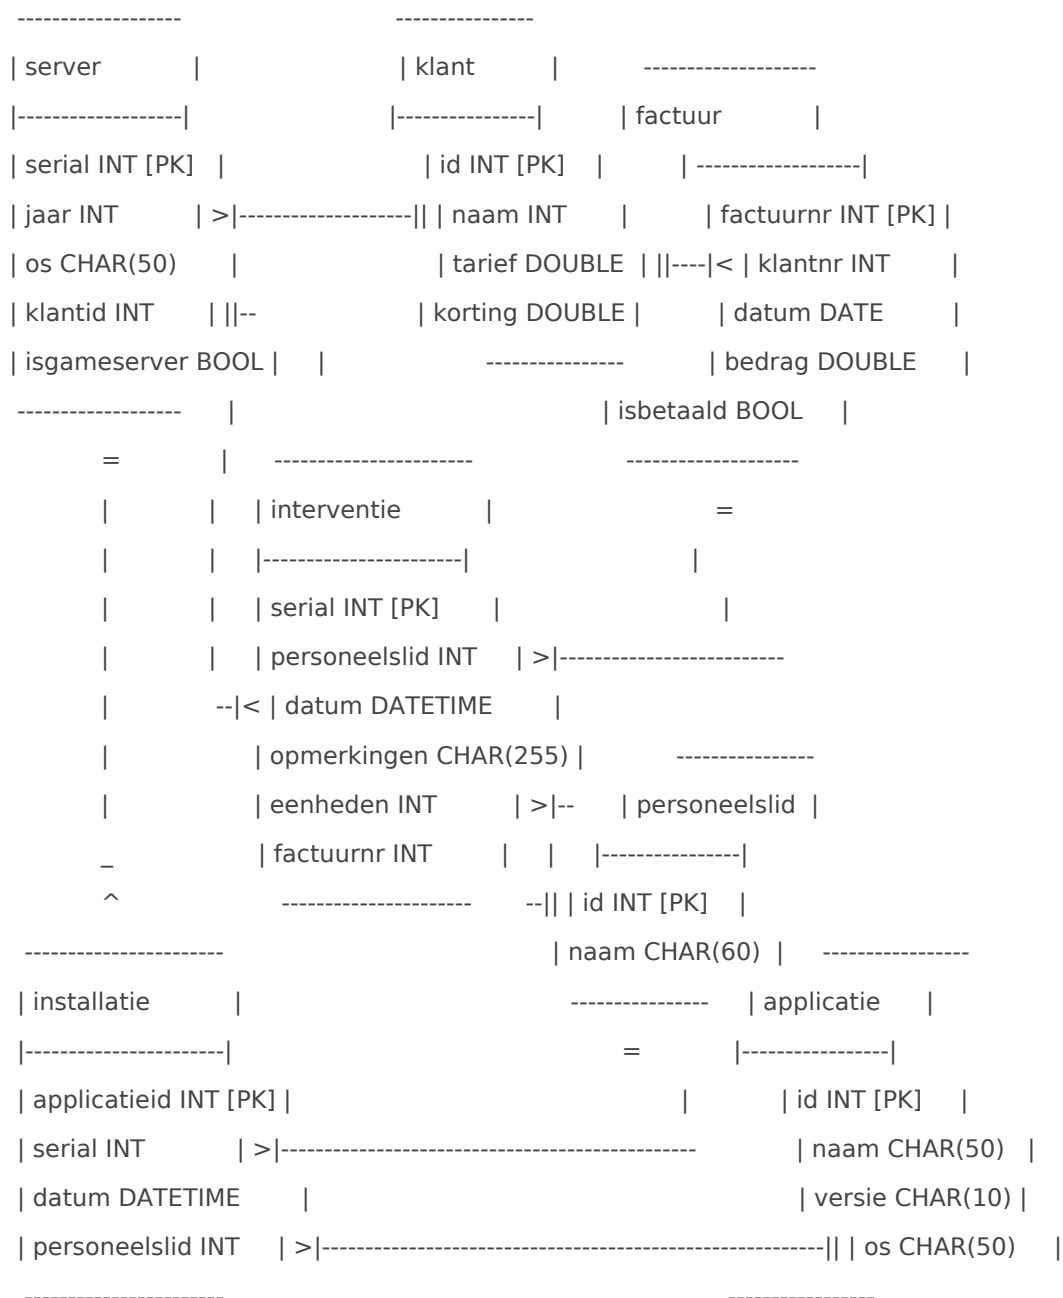 -------------------                         ----------------
| server            |                       | klant          |          --------------------
|-------------------|                       |----------------|         | factuur            |
| serial INT [PK]   |                       | id INT [PK]    |         | -------------------|
| jaar INT          | >|--------------------|| | naam INT       |         | factuurnr INT [PK] |
| os CHAR(50)       |                       | tarief DOUBLE  | ||----|< | klantnr INT        |
| klantid INT       | ||--                  | korting DOUBLE |         | datum DATE         |
| isgameserver BOOL |     |                   ----------------          | bedrag DOUBLE      |
 -------------------      |                                            | isbetaald BOOL     |
          =             |     -----------------------                  --------------------
          |             |     | interventie           |                            =
          |             |     |-----------------------|                            |
          |             |     | serial INT [PK]       |                            |
          |             |     | personeelslid INT     | >|--------------------------
          |              --|< | datum DATETIME        |
          |                   | opmerkingen CHAR(255) |            ----------------
          |                   | eenheden INT          | >|--      | personeelslid  |
          _                   | factuurnr INT         |     |     |----------------|
          ^                    ----------------------       --|| | id INT [PK]    |
 -----------------------                                         | naam CHAR(60)  |     -----------------
| installatie           |                                         ----------------     | applicatie      |
|-----------------------|                                                =            |-----------------|
| applicatieid INT [PK] |                                                |            | id INT [PK]     |
| serial INT            | >|------------------------------------------------            | naam CHAR(50)   |
| datum DATETIME        |                                                             | versie CHAR(10) |
| personeelslid INT     | >|----------------------------------------------------------|| | os CHAR(50)     |
 -----------------------                                                               -----------------